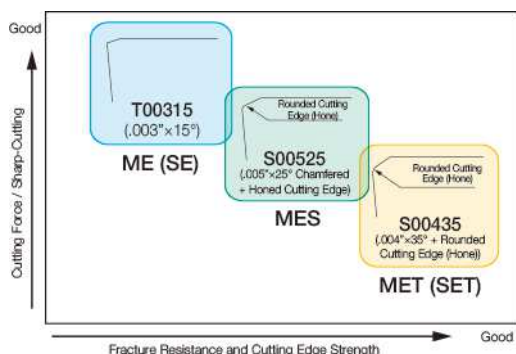 Good
Cutting Force / Sharp-Cutting
T00315
(.003"×15°)
ME (SE)
Rounded Cutting
Edge (Hone)
S00525
(.005"×25° Chamfered
+ Honed Cutting Edge)
MES
Rounded Cutting
Edge (Hone)
S00435
(.004"×35° + Rounded
Cutting Edge (Hone))
MET (SET)
Fracture Resistance and Cutting Edge Strength
Good